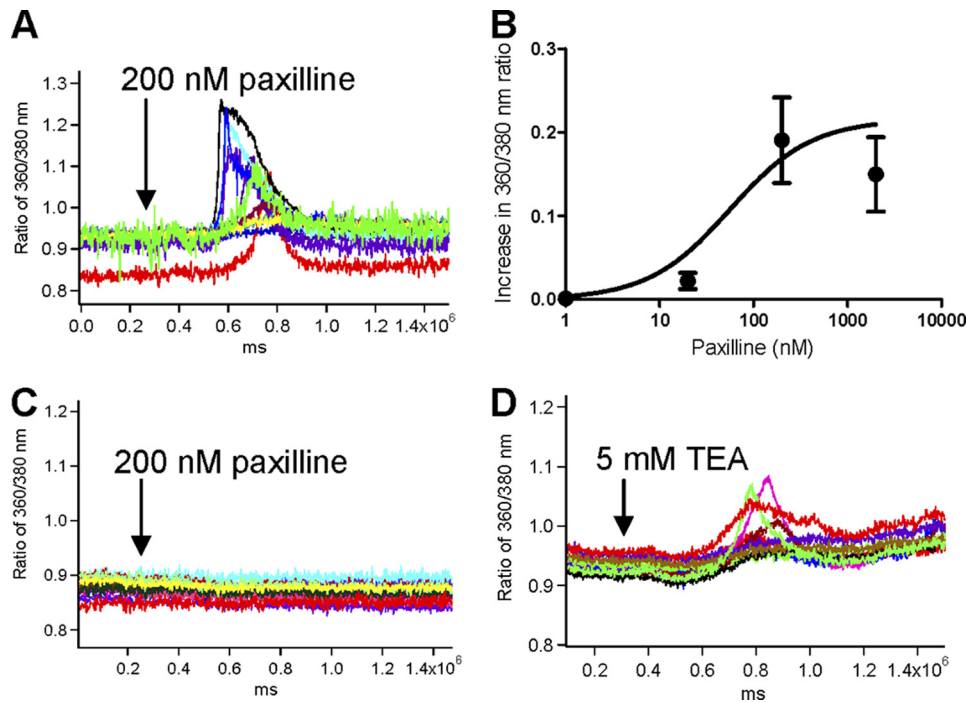 A
200 nM paxilline
Ratio of 360/380 nm
1.3
1.2
1.1
1.0
0.9
0.8
0.0 0.2 0.4 0.6 0.8 1.0 1.2 1.4x10⁶
ms
B
Increase in 360/380 nm ratio
0.3
0.2
0.1
0.0
1 10 100 1000 10000
Paxilline (nM)
C
200 nM paxilline
Ratio of 360/380 nm
1.2
1.1
1.0
0.9
0.8
0.2 0.4 0.6 0.8 1.0 1.2 1.4x10⁶
ms
D
5 mM TEA
Ratio of 360/380 nm
1.2
1.1
1.0
0.9
0.8
0.2 0.4 0.6 0.8 1.0 1.2 1.4x10⁶
ms